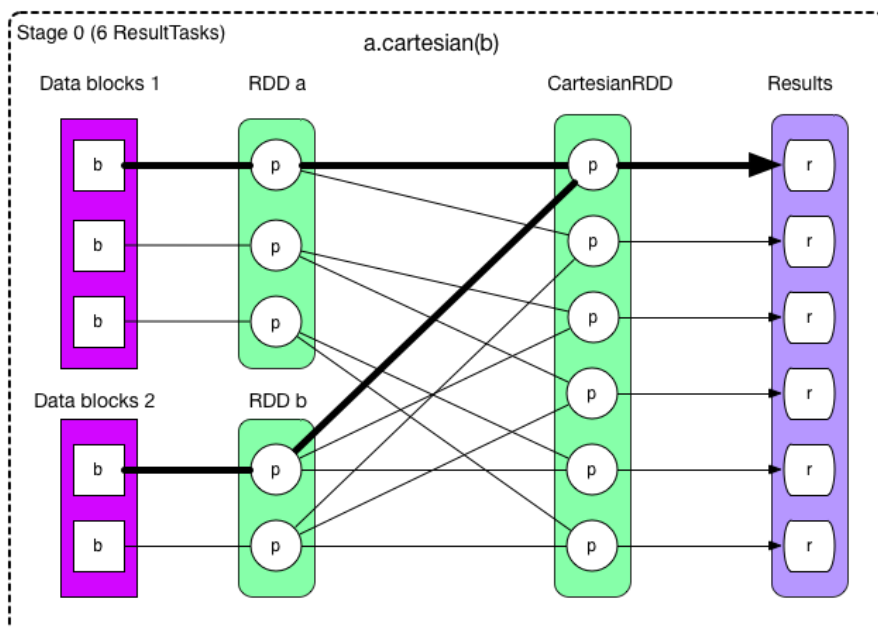 Stage 0 (6 ResultTasks)
a.cartesian(b)
Data blocks 1
RDD a
CartesianRDD
Results
b
p
p
r
b
p
p
r
b
p
p
r
Data blocks 2
RDD b
p
r
b
p
p
r
b
p
p
r